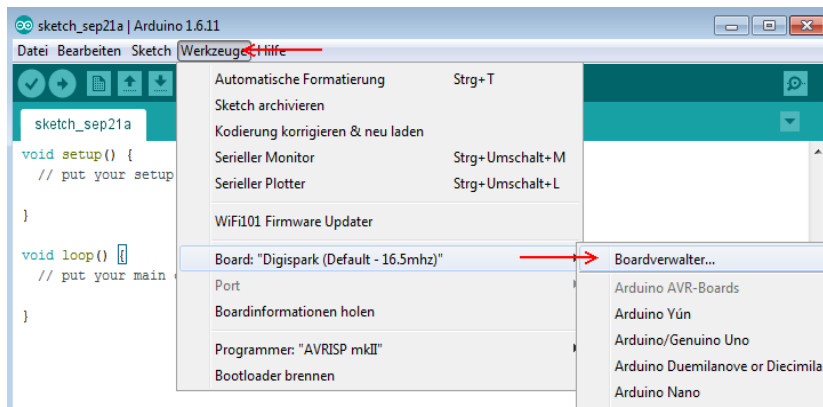 sketch_sep21a | Arduino 1.6.11
Datei Bearbeiten Sketch Werkzeuge Hilfe
Automatische Formatierung Strg+T
Sketch archivieren
Kodierung korrigieren & neu laden
Serieller Monitor Strg+Umschalt+M
Serieller Plotter Strg+Umschalt+L
WiFi101 Firmware Updater
Board: "Digispark (Default - 16.5mhz)"
Port
Boardinformationen holen
Programmer: "AVRISP mkII"
Bootloader brennen
sketch_sep21a
void setup() {
// put your setup
}
void loop() {
// put your main
}
Boardverwalter...
Arduino AVR-Boards
Arduino Yún
Arduino/Genuino Uno
Arduino Duemilanove or Diecimila
Arduino Nano